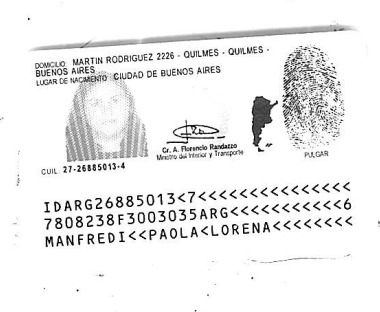 DOMICILIO: MARTIN RODRIGUEZ 2226 - QUILMES - QUILMES -
BUENOS AIRES
LUGAR DE NACIMIENTO: CIUDAD DE BUENOS AIRES
Cr. A. Florencio Randazzo
Ministro del Interior y Transporte
PULGAR
CUIL: 27-26885013-4
IDARG26885013<7<<<<<<<<<<<<<<<
7808238F3003035ARG<<<<<<<<<<<6
MANFREDI<<PAOLA<LORENA<<<<<<<<